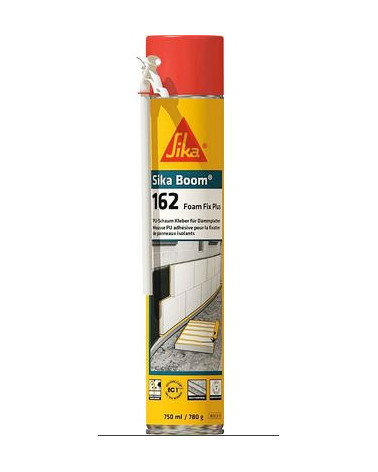 Sika
Sika Boom®
162 Foam Fix Plus
PU-Schaum Kleber für Dämmplatten
Mousse PU adhésive pour la fixation
de panneaux isolants
EC1
750 ml / 780 g